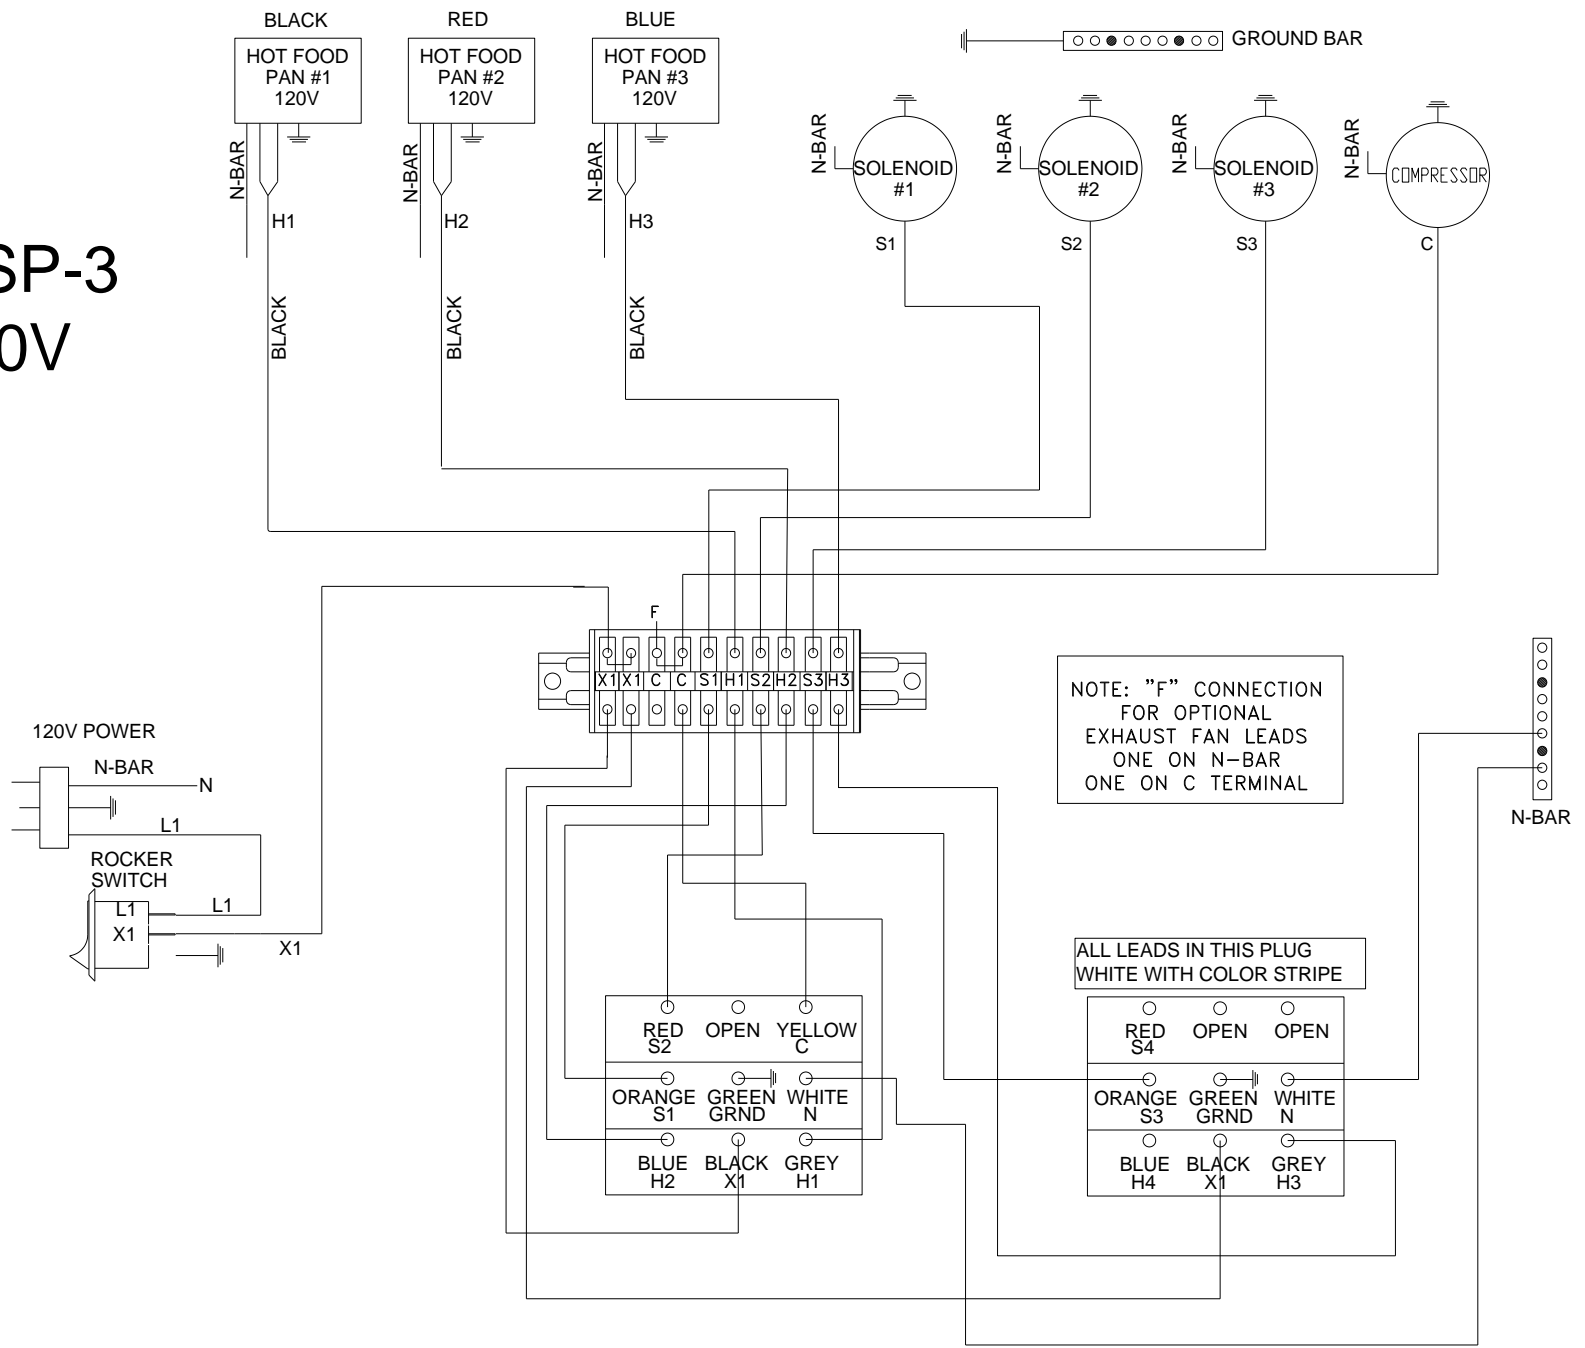 BLACK
RED
BLUE
HOT FOOD
PAN #1
120V
HOT FOOD
PAN #2
120V
HOT FOOD
PAN #3
120V
GROUND BAR
N-BAR
N-BAR
N-BAR
N-BAR
N-BAR
N-BAR
N-BAR
SOLENOID
#1
SOLENOID
#2
SOLENOID
#3
COMPRESSOR
H1
H2
H3
S1
S2
S3
C
SP-3
0V
BLACK
BLACK
BLACK
F
X1 X1 C C S1 H1 S2 H2 S3 H3
NOTE: "F" CONNECTION
FOR OPTIONAL
EXHAUST FAN LEADS
ONE ON N-BAR
ONE ON C TERMINAL
N-BAR
120V POWER
N-BAR
N
L1
ROCKER
SWITCH
L1
L1
X1
X1
ALL LEADS IN THIS PLUG
WHITE WITH COLOR STRIPE
RED
S2
OPEN
YELLOW
C
ORANGE
S1
GREEN
GRND
WHITE
N
BLUE
H2
BLACK
X1
GREY
H1
RED
S4
OPEN
OPEN
ORANGE
S3
GREEN
GRND
WHITE
N
BLUE
H4
BLACK
X1
GREY
H3